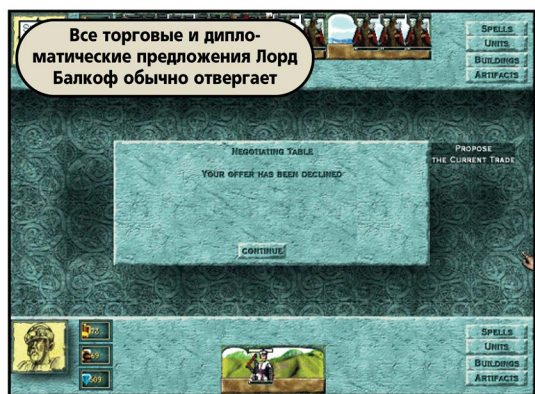 Все торговые и дипло-
матические предложения Лорд
Балкоф обычно отвергает
SPELLS
UNITS
BUILDINGS
ARTIFACTS
PROPOSE
THE CURRENT TRADE
NEGOTIATING TABLE
YOUR OFFER HAS BEEN DECLINED
CONTINUE
SPELLS
UNITS
BUILDINGS
ARTIFACTS